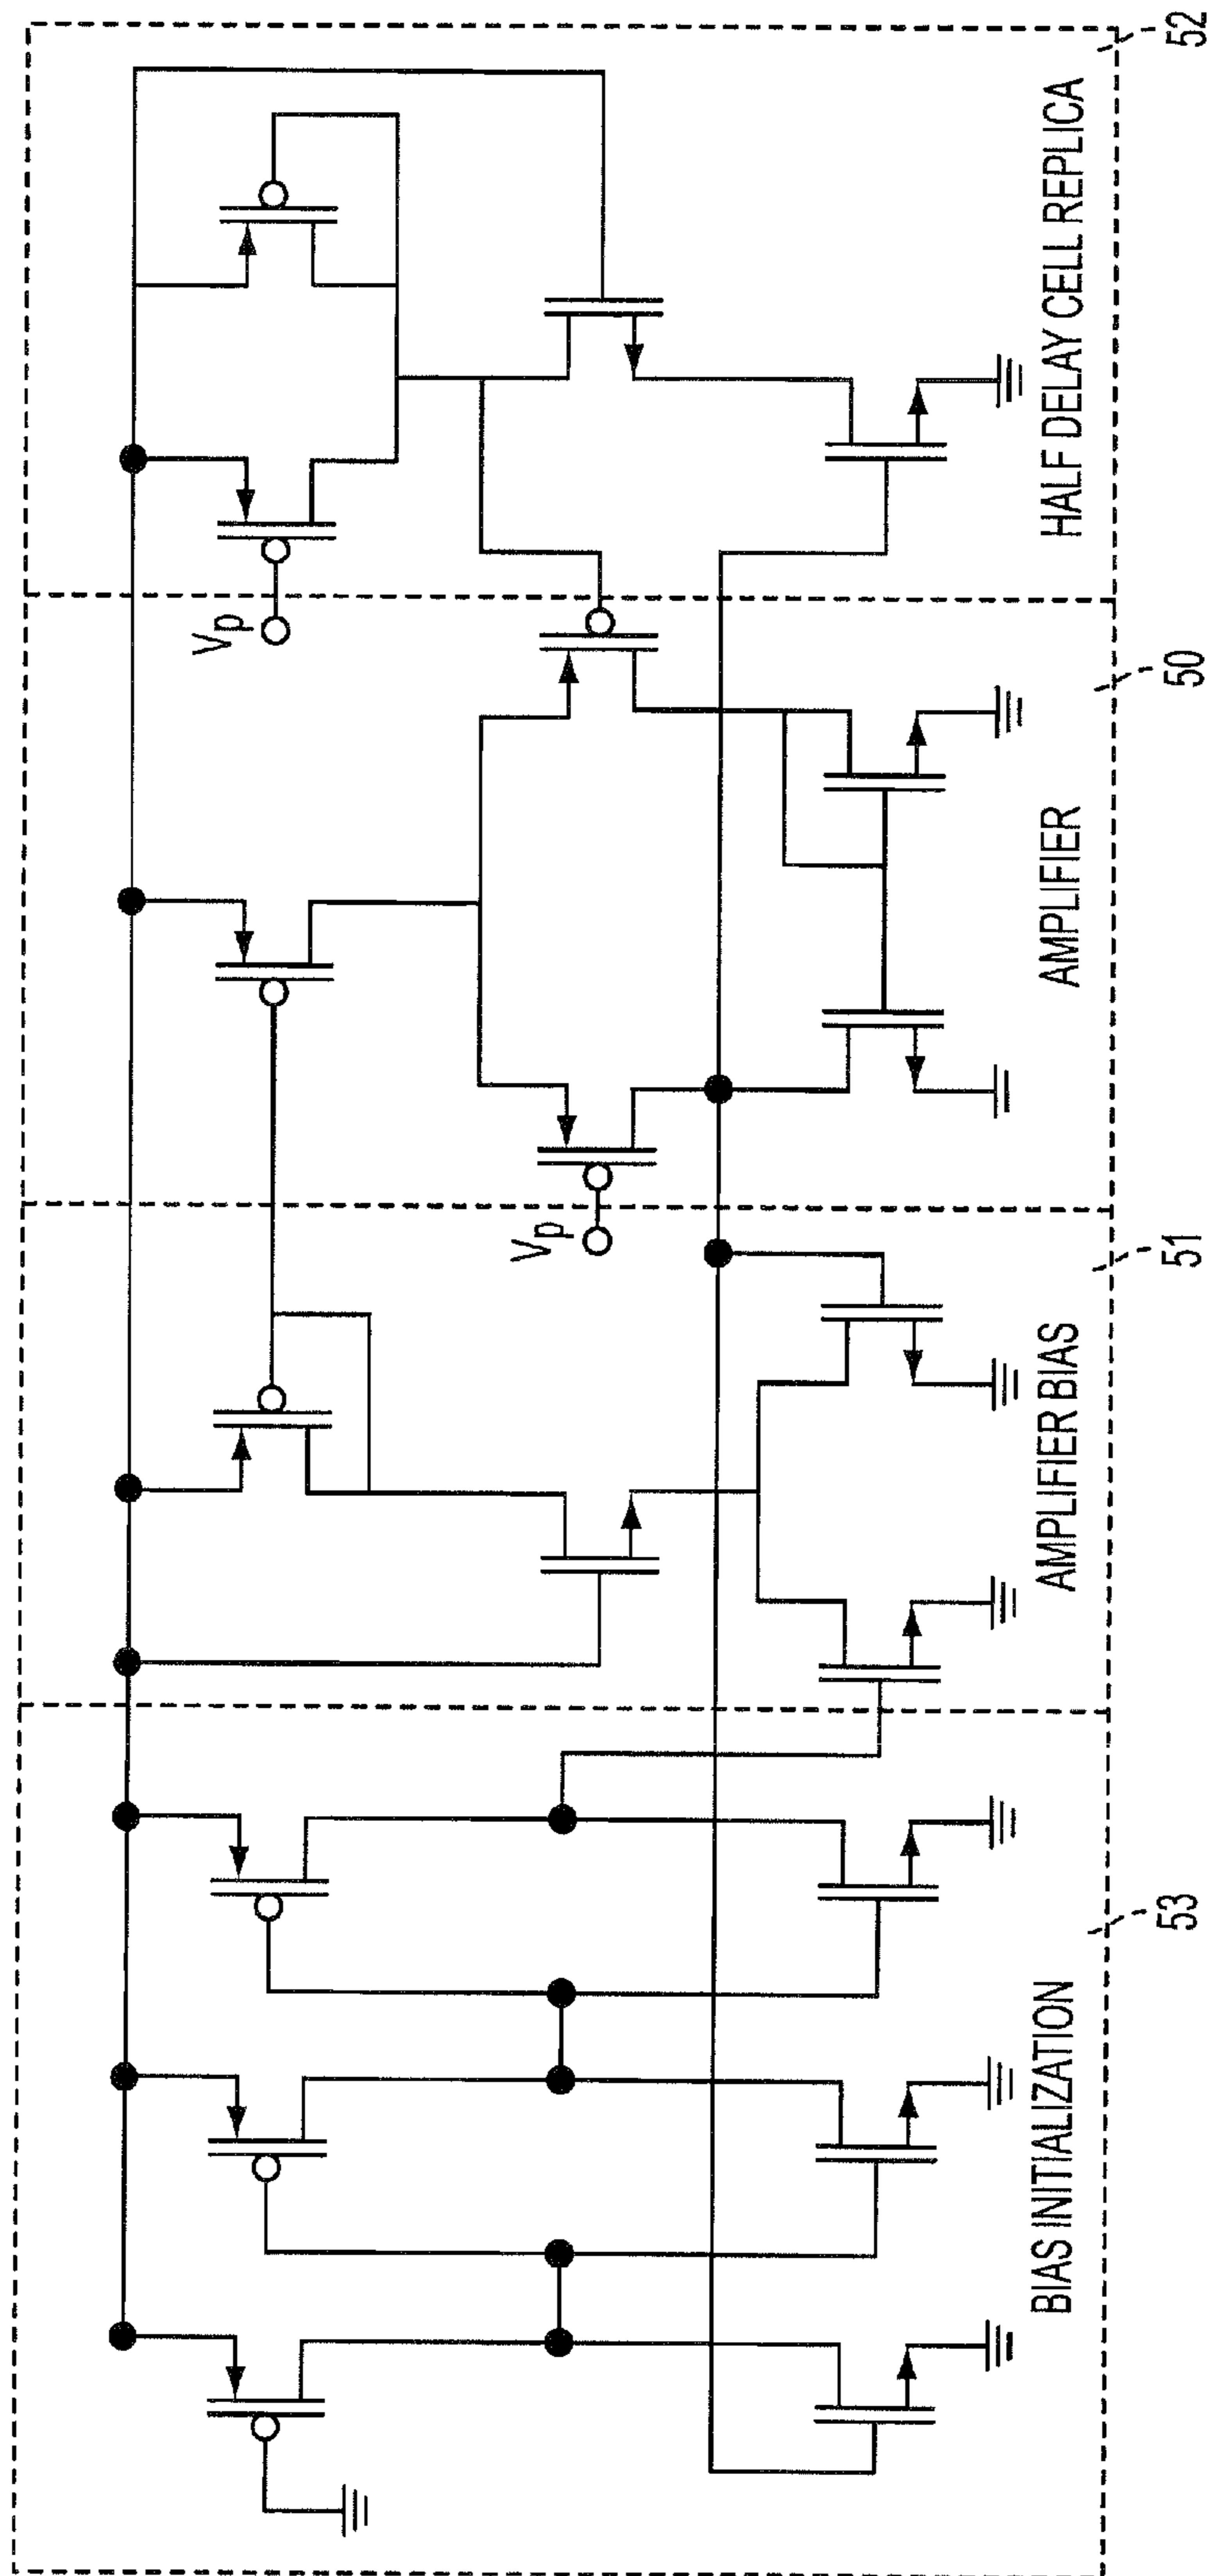 BIAS INITIALIZATION
53
AMPLIFIER BIAS
51
Vp
AMPLIFIER
50
Vp
HALF DELAY CELL REPLICA
52